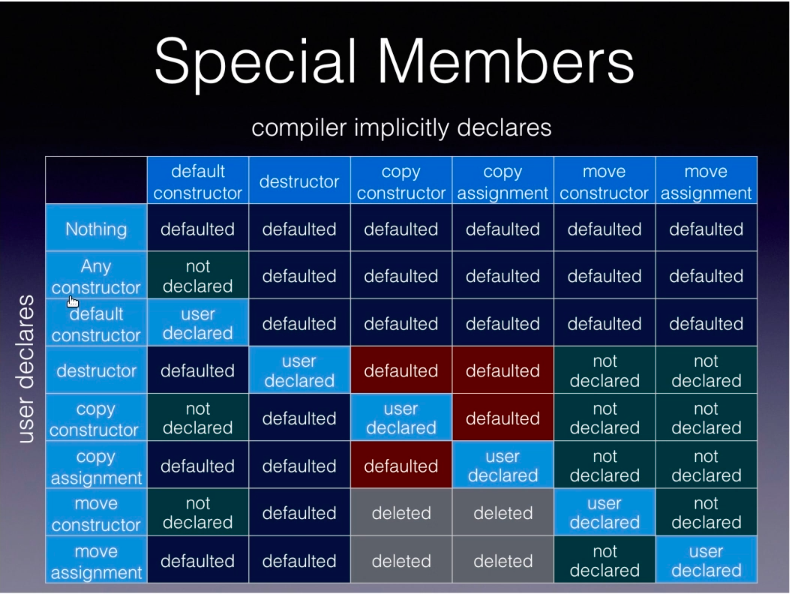 Special Members
compiler implicitly declares
default constructor destructor copy constructor copy assignment move constructor move assignment
user declares
Nothing defaulted defaulted defaulted defaulted defaulted defaulted
Any constructor not declared defaulted defaulted defaulted defaulted defaulted
default constructor user declared defaulted defaulted defaulted defaulted defaulted
destructor defaulted user declared defaulted defaulted not declared not declared
copy constructor not declared defaulted user declared defaulted not declared not declared
copy assignment defaulted defaulted defaulted user declared not declared not declared
move constructor not declared defaulted deleted deleted user declared not declared
move assignment defaulted defaulted deleted deleted not declared user declared